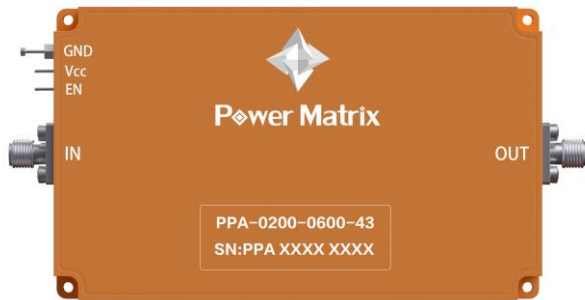 GND
Vcc
EN
Power Matrix
IN
OUT
PPA-0200-0600-43
SN:PPA XXXX XXXX